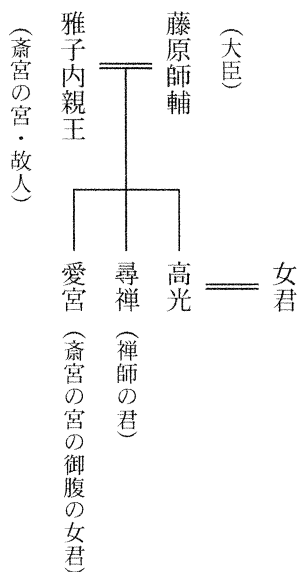 女君
（大臣）
藤原師輔
高光
尋禅（禅師の君）
雅子内親王
（斎宮の宮・故人）
愛宮（斎宮の宮の御腹の女君）